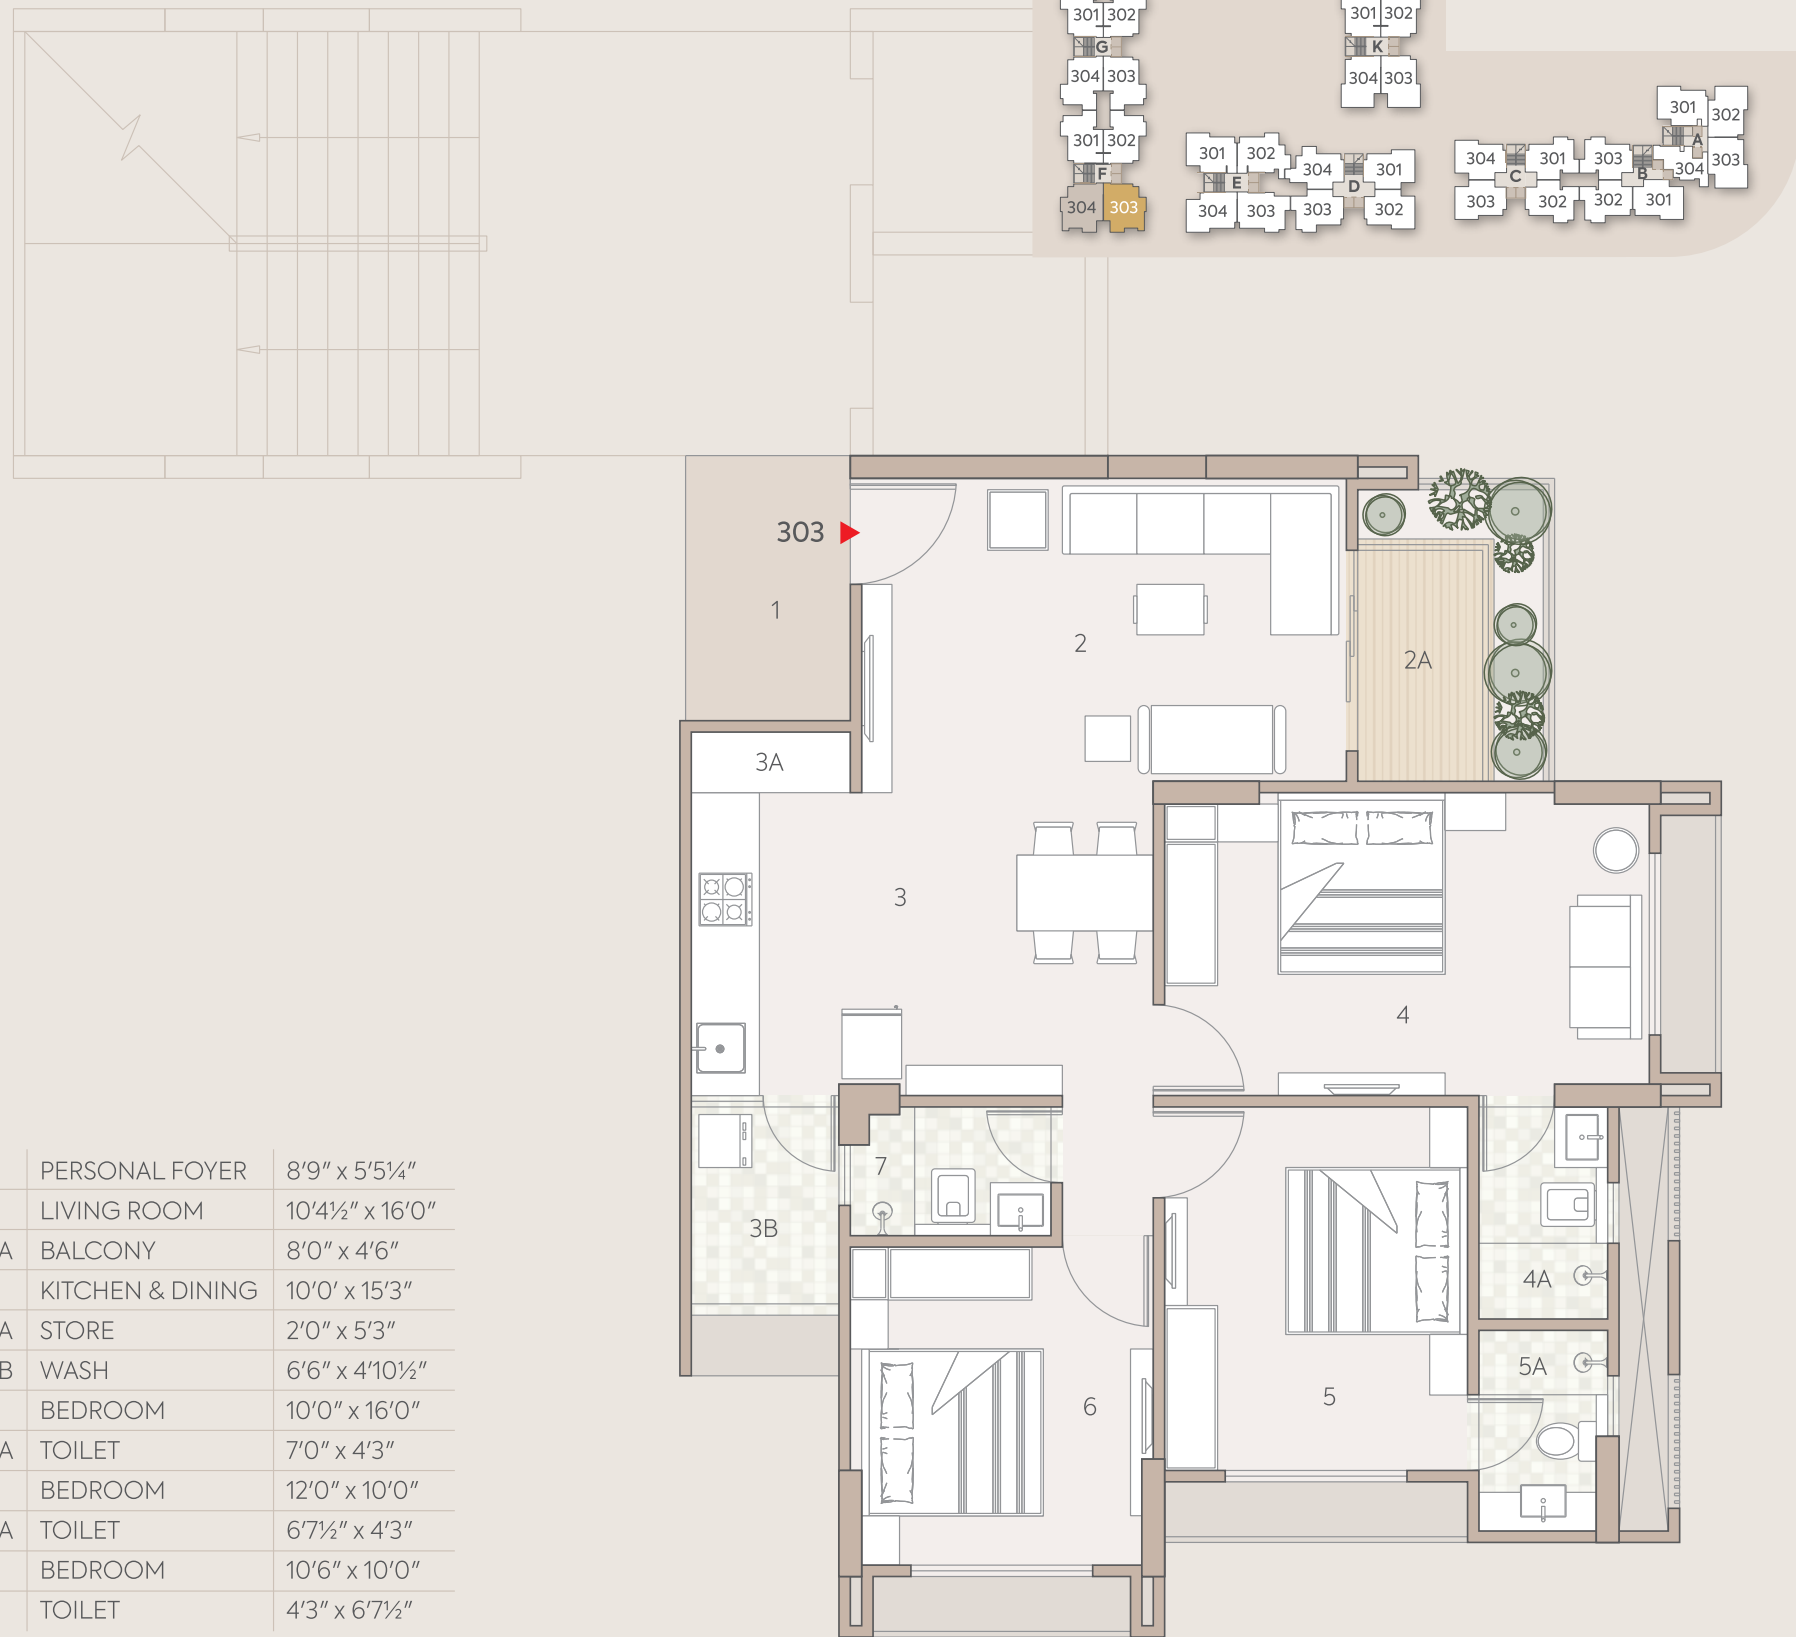 301 302
G
304 303
301 302
F
304 303
301 302
K
304 303
301 302
E
304 303
304 301
D
303 302
304 301
C
303 302
303 304
B
302 301
301 302
A
303
303
1
2
2A
3A
3
4
7
3B
4A
5A
5
6
PERSONAL FOYER 8'9" x 5'5¼"
LIVING ROOM 10'4½" x 16'0"
A BALCONY 8'0" x 4'6"
KITCHEN & DINING 10'0' x 15'3"
A STORE 2'0" x 5'3"
B WASH 6'6" x 4'10½"
BEDROOM 10'0" x 16'0"
A TOILET 7'0" x 4'3"
BEDROOM 12'0" x 10'0"
A TOILET 6'7½" x 4'3"
BEDROOM 10'6" x 10'0"
TOILET 4'3" x 6'7½"